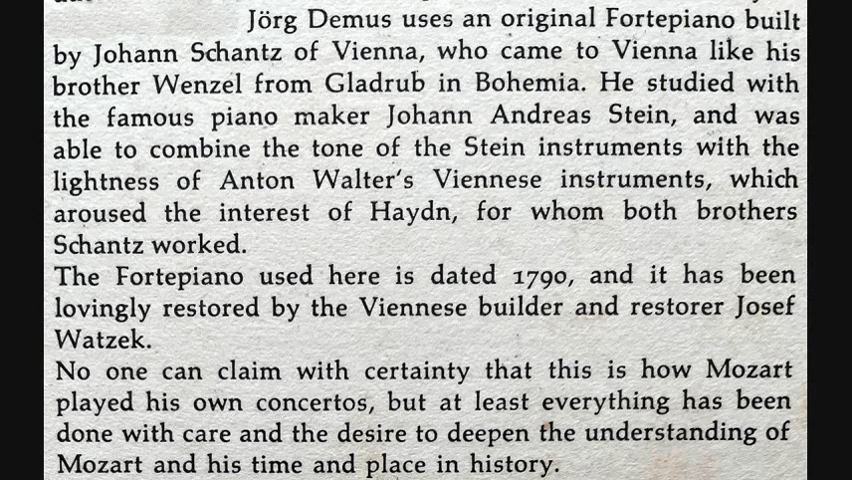 Jörg Demus uses an original Fortepiano built
by Johann Schantz of Vienna, who came to Vienna like his
brother Wenzel from Gladrub in Bohemia. He studied with
the famous piano maker Johann Andreas Stein, and was
able to combine the tone of the Stein instruments with the
lightness of Anton Walter's Viennese instruments, which
aroused the interest of Haydn, for whom both brothers
Schantz worked.
The Fortepiano used here is dated 1790, and it has been
lovingly restored by the Viennese builder and restorer Josef
Watzek.
No one can claim with certainty that this is how Mozart
played his own concertos, but at least everything has been
done with care and the desire to deepen the understanding of
Mozart and his time and place in history.